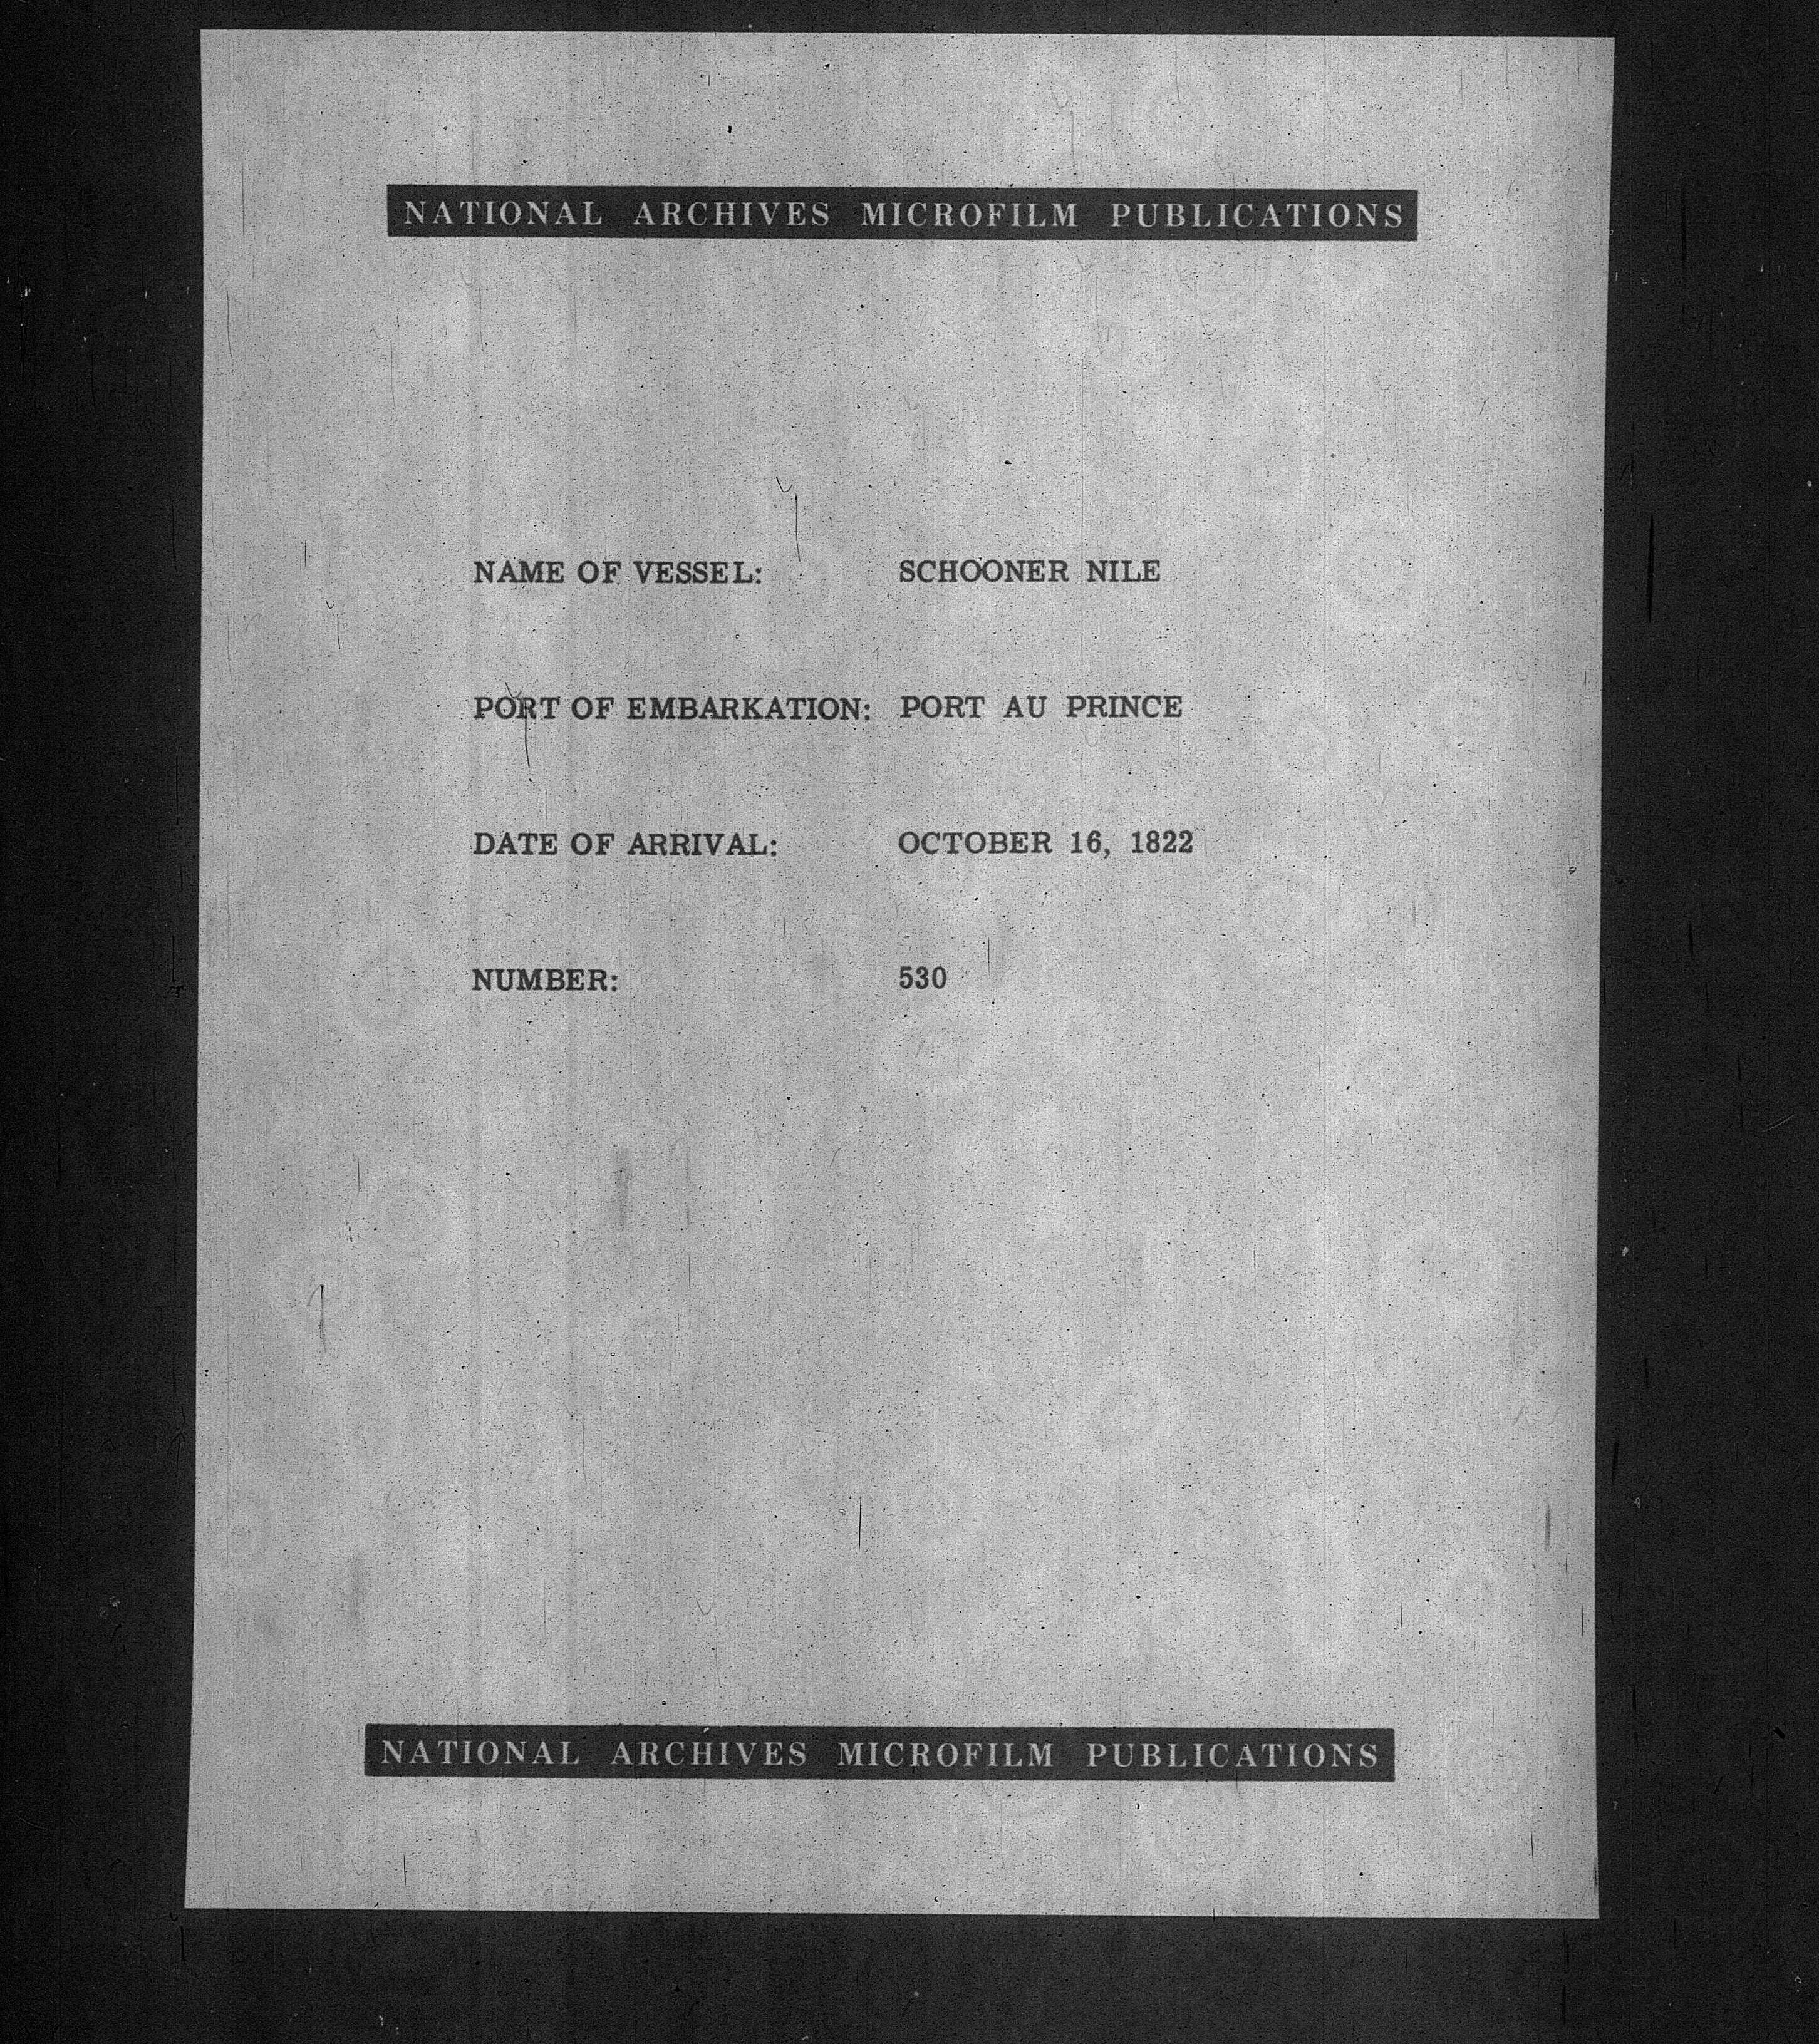 NATIONAL ARCHIVES MICROFILM PUBLICATIONS
NAME OF VESSEL: SCHOONER NILE
PORT OF EMBARKATION: PORT AU PRINCE
DATE OF ARRIVAL: OCTOBER 16, 1822
NUMBER: 530
NATIONAL ARCHIVES MICROFILM PUBLICATIONS